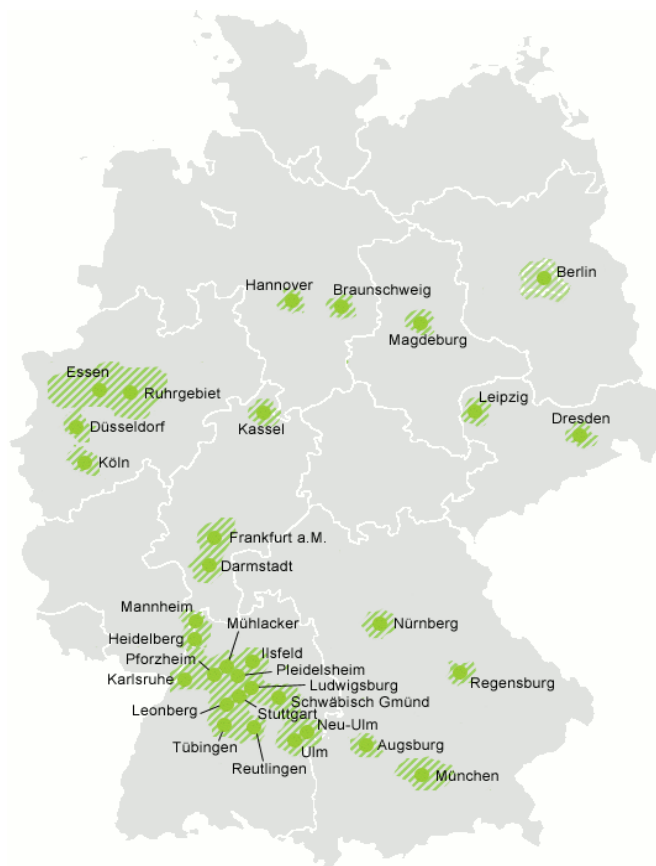 Berlin
Hannover
Braunschweig
Magdeburg
Essen
Ruhrgebiet
Leipzig
Düsseldorf
Kassel
Dresden
Köln
Frankfurt a.M.
Darmstadt
Mannheim
Mühlacker
Nürnberg
Heidelberg
Ilsfeld
Pforzheim
Pleidelsheim
Karlsruhe
Ludwigsburg
Regensburg
Schwäbisch Gmünd
Leonberg
Stuttgart
Neu-Ulm
Tübingen
Ulm
Augsburg
Reutlingen
München